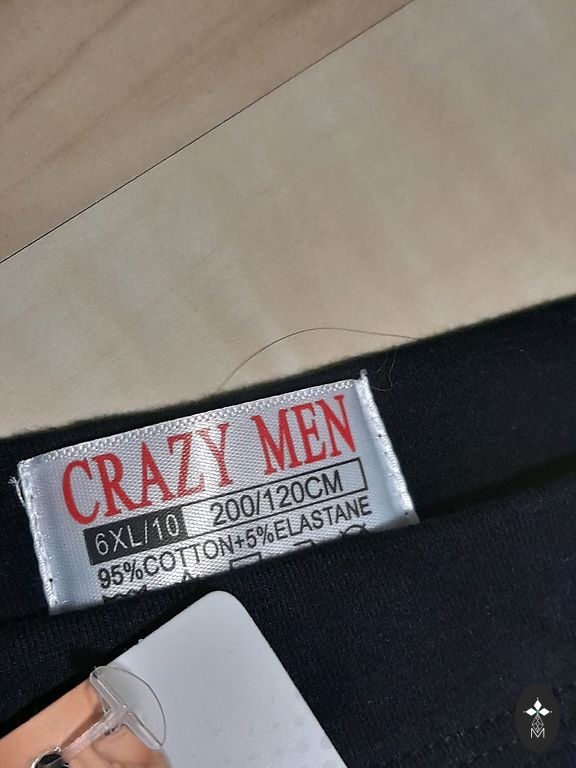 CRAZY MEN
6XL/10 200/120CM
95%COTTON+5%ELASTANE